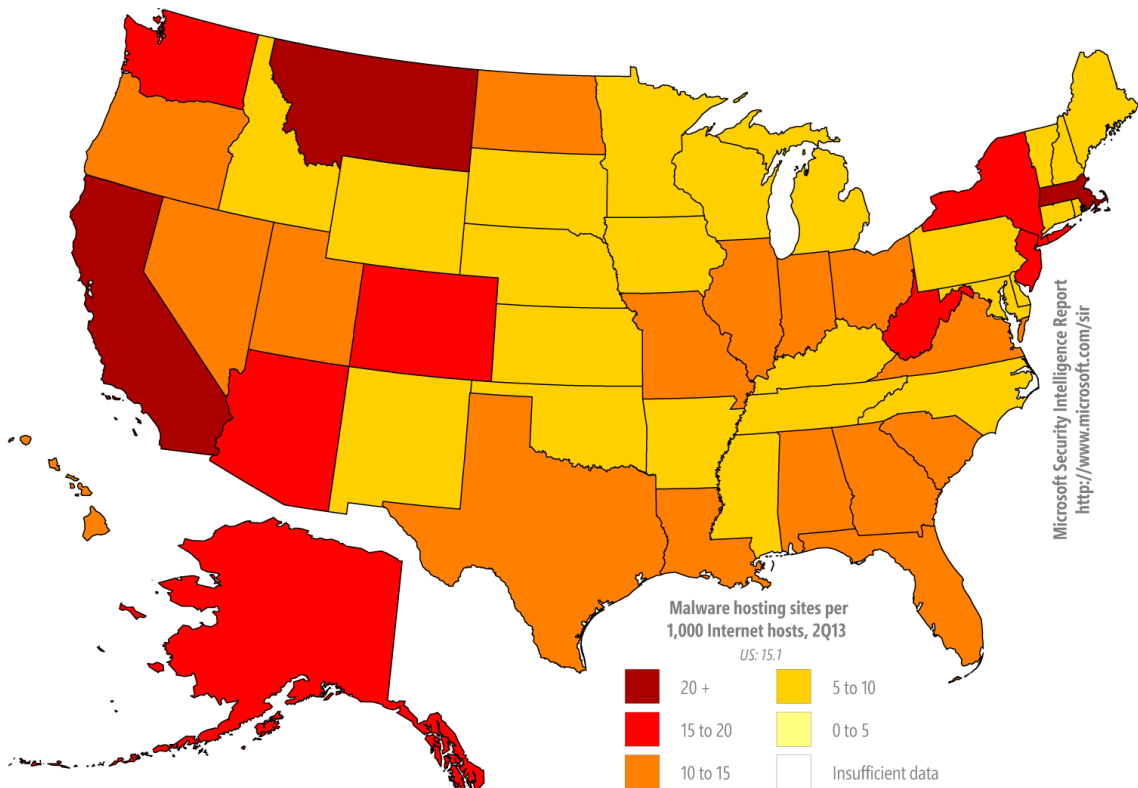 Microsoft Security Intelligence Report
http://www.microsoft.com/sir
Malware hosting sites per
1,000 Internet hosts, 2Q13
US: 15.1
20 +
15 to 20
10 to 15
5 to 10
0 to 5
Insufficient data